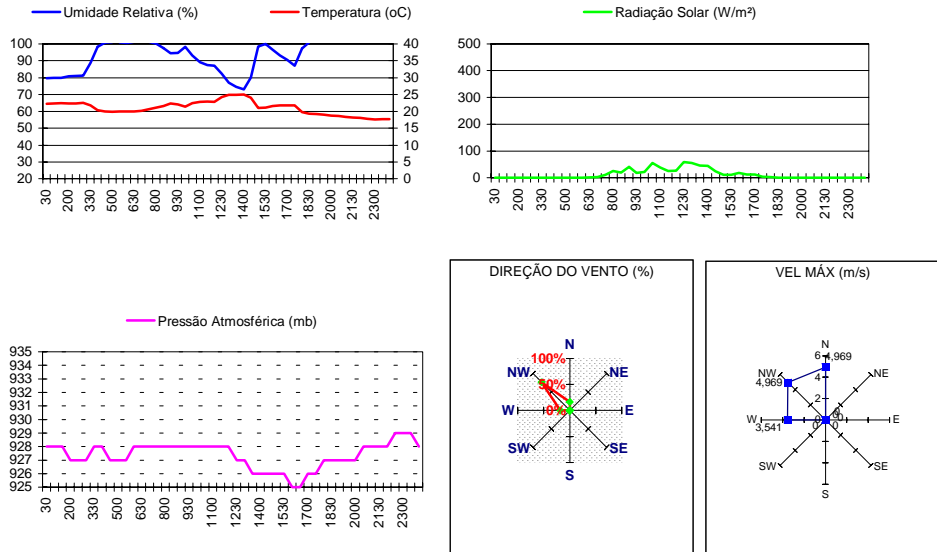 Umidade Relativa (%) Temperatura (oC)
100 90 80 70 60 50 40 30 20
40 35 30 25 20 15 10 5 0
30 200 330 500 630 800 930 1100 1230 1400 1530 1700 1830 2000 2130 2300
Radiação Solar (W/m²)
500 400 300 200 100 0
30 200 330 500 630 800 930 1100 1230 1400 1530 1700 1830 2000 2130 2300
Pressão Atmosférica (mb)
935 934 933 932 931 930 929 928 927 926 925
30 200 330 500 630 800 930 1100 1230 1400 1530 1700 1830 2000 2130 2300
DIREÇÃO DO VENTO (%)
N
100%
NW NE
50%
W 0% E
SW SE
S
VEL MÁX (m/s)
N
6 4,969
NW NE
4,969 4
2
W 0 0 E
3,541
SW SE
S